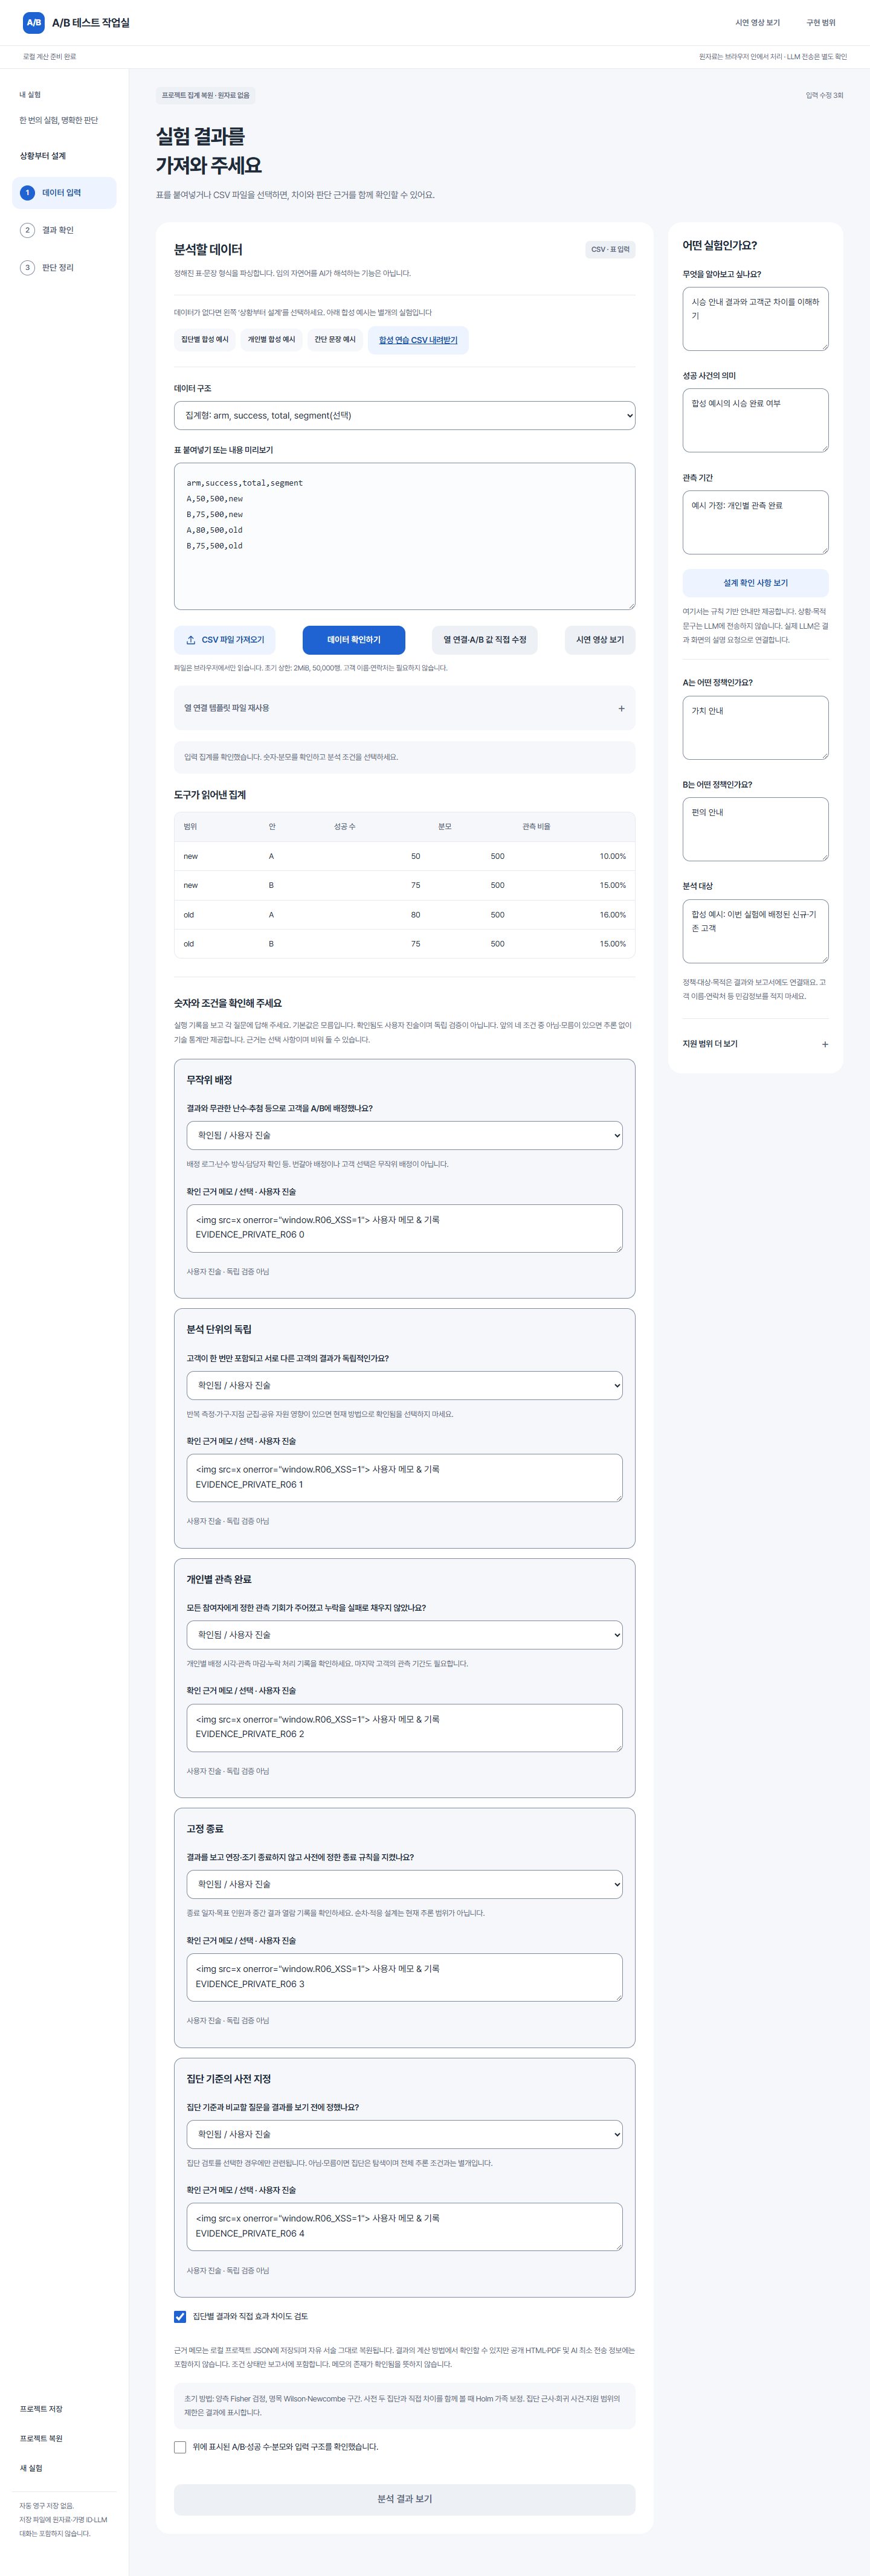 A/B
A/B 테스트 작업실
시연 영상 보기
구현 범위
로컬 계산 준비 완료
원자료는 브라우저 안에서 처리 · LLM 전송은 별도 확인
내 실험
한 번의 실험, 명확한 판단
상황부터 설계
1 데이터 입력
2 결과 확인
3 판단 정리
프로젝트 집계 복원 · 원자료 없음
입력 수정 3회
실험 결과를
가져와 주세요
표를 붙여넣거나 CSV 파일을 선택하면, 차이와 판단 근거를 함께 확인할 수 있어요.
분석할 데이터
CSV · 표 입력
정해진 표·문장 형식을 파싱합니다. 임의 자연어를 AI가 해석하는 기능은 아닙니다.
데이터가 없다면 왼쪽 '상황부터 설계'를 선택하세요. 아래 합성 예시는 별개의 실험입니다
집단별 합성 예시
개인별 합성 예시
간단 문장 예시
합성 연습 CSV 내려받기
데이터 구조
집계형: arm, success, total, segment(선택)
표 붙여넣기 또는 내용 미리보기
arm,success,total,segment
A,50,500,new
B,75,500,new
A,80,500,old
B,75,500,old
CSV 파일 가져오기
데이터 확인하기
열 연결·A/B 값 직접 수정
시연 영상 보기
파일은 브라우저에서만 읽습니다. 초기 상한: 2MiB, 50,000행. 고객 이름·연락처는 필요하지 않습니다.
열 연결 템플릿 파일 재사용
+
입력 집계를 확인했습니다. 숫자·분모를 확인하고 분석 조건을 선택하세요.
도구가 읽어낸 집계
범위 안 성공 수 분모 관측 비율
new A 50 500 10.00%
new B 75 500 15.00%
old A 80 500 16.00%
old B 75 500 15.00%
숫자와 조건을 확인해 주세요
실행 기록을 보고 각 질문에 답해 주세요. 기본값은 모름입니다. 확인됨도 사용자 진술이며 독립 검증이 아닙니다. 앞의 네 조건 중 아님·모름이 있으면 추론 없이
기술 통계만 제공합니다. 근거는 선택 사항이며 비워 둘 수 있습니다.
무작위 배정
결과와 무관한 난수·추첨 등으로 고객을 A/B에 배정했나요?
확인됨 / 사용자 진술
배정 로그·난수 방식·담당자 확인 등. 번갈아 배정이나 고객 선택은 무작위 배정이 아닙니다.
확인 근거 메모 / 선택 · 사용자 진술
<img src=x onerror="window.R06_XSS=1"> 사용자 메모 & 기록
EVIDENCE_PRIVATE_R06 0
사용자 진술 · 독립 검증 아님
분석 단위의 독립
고객이 한 번만 포함되고 서로 다른 고객의 결과가 독립적인가요?
확인됨 / 사용자 진술
반복 측정·가구·지점 군집·공유 자원 영향이 있으면 현재 방법으로 확인됨을 선택하지 마세요.
확인 근거 메모 / 선택 · 사용자 진술
<img src=x onerror="window.R06_XSS=1"> 사용자 메모 & 기록
EVIDENCE_PRIVATE_R06 1
사용자 진술 · 독립 검증 아님
개인별 관측 완료
모든 참여자에게 정한 관측 기회가 주어졌고 누락을 실패로 채우지 않았나요?
확인됨 / 사용자 진술
개인별 배정 시각·관측 마감·누락 처리 기록을 확인하세요. 마지막 고객의 관측 기간도 필요합니다.
확인 근거 메모 / 선택 · 사용자 진술
<img src=x onerror="window.R06_XSS=1"> 사용자 메모 & 기록
EVIDENCE_PRIVATE_R06 2
사용자 진술 · 독립 검증 아님
고정 종료
결과를 보고 연장·조기 종료하지 않고 사전에 정한 종료 규칙을 지켰나요?
확인됨 / 사용자 진술
종료 일자·목표 인원과 중간 결과 열람 기록을 확인하세요. 순차·적응 설계는 현재 추론 범위가 아닙니다.
확인 근거 메모 / 선택 · 사용자 진술
<img src=x onerror="window.R06_XSS=1"> 사용자 메모 & 기록
EVIDENCE_PRIVATE_R06 3
사용자 진술 · 독립 검증 아님
집단 기준의 사전 지정
집단 기준과 비교할 질문을 결과를 보기 전에 정했나요?
확인됨 / 사용자 진술
집단 검토를 선택한 경우에만 관련됩니다. 아님·모름이면 집단은 탐색이며 전체 추론 조건과는 별개입니다.
확인 근거 메모 / 선택 · 사용자 진술
<img src=x onerror="window.R06_XSS=1"> 사용자 메모 & 기록
EVIDENCE_PRIVATE_R06 4
사용자 진술 · 독립 검증 아님
집단별 결과와 직접 효과 차이도 검토
근거 메모는 로컬 프로젝트 JSON에 저장되며 자유 서술 그대로 복원됩니다. 결과의 계산 방법에서 확인할 수 있지만 공개 HTML·PDF 및 AI 최소 전송 정보에는
포함하지 않습니다. 조건 상태만 보고서에 포함합니다. 메모의 존재가 확인됨을 뜻하지 않습니다.
초기 방법: 양측 Fisher 검정, 명목 Wilson·Newcombe 구간. 사전 두 집단과 직접 차이를 함께 볼 때 Holm 가족 보정. 집단 근사·희귀 사건·지원 범위의
제한은 결과에 표시합니다.
위에 표시된 A/B·성공 수·분모와 입력 구조를 확인했습니다.
분석 결과 보기
어떤 실험인가요?
무엇을 알아보고 싶나요?
시승 안내 결과와 고객군 차이를 이해하
기
성공 사건의 의미
합성 예시의 시승 완료 여부
관측 기간
예시 가정: 개인별 관측 완료
설계 확인 사항 보기
여기서는 규칙 기반 안내만 제공합니다. 상황·목적
문구는 LLM에 전송하지 않습니다. 실제 LLM은 결
과 화면의 설명 요청으로 연결합니다.
A는 어떤 정책인가요?
가치 안내
B는 어떤 정책인가요?
편의 안내
분석 대상
합성 예시: 이번 실험에 배정된 신규·기
존 고객
정책·대상·목적은 결과와 보고서에도 연결돼요. 고
객 이름·연락처 등 민감정보를 적지 마세요.
지원 범위 더 보기
+
프로젝트 저장
프로젝트 복원
새 실험
자동 영구 저장 없음.
저장 파일에 원자료·가명 ID·LLM
대화는 포함하지 않습니다.